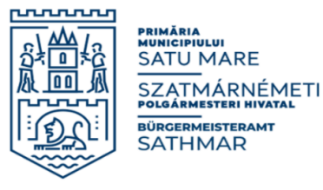 PRIMĂRIA
MUNICIPIULUI
SATU MARE
SZATMÁRNÉMETI
POLGÁRMESTERI HIVATAL
BÜRGERMEISTERAMT
SATHMAR